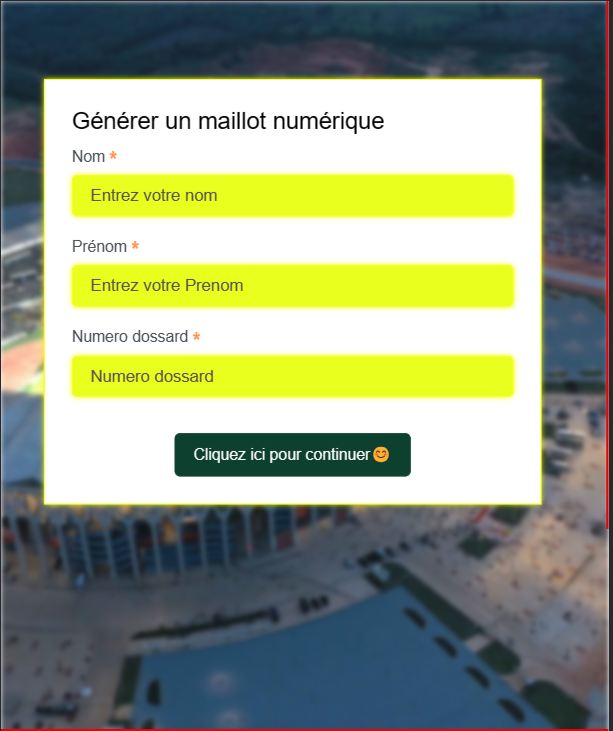 Générer un maillot numérique
Nom *
Entrez votre nom
Prénom *
Entrez votre Prenom
Numero dossard *
Numero dossard
Cliquez ici pour continuer😊